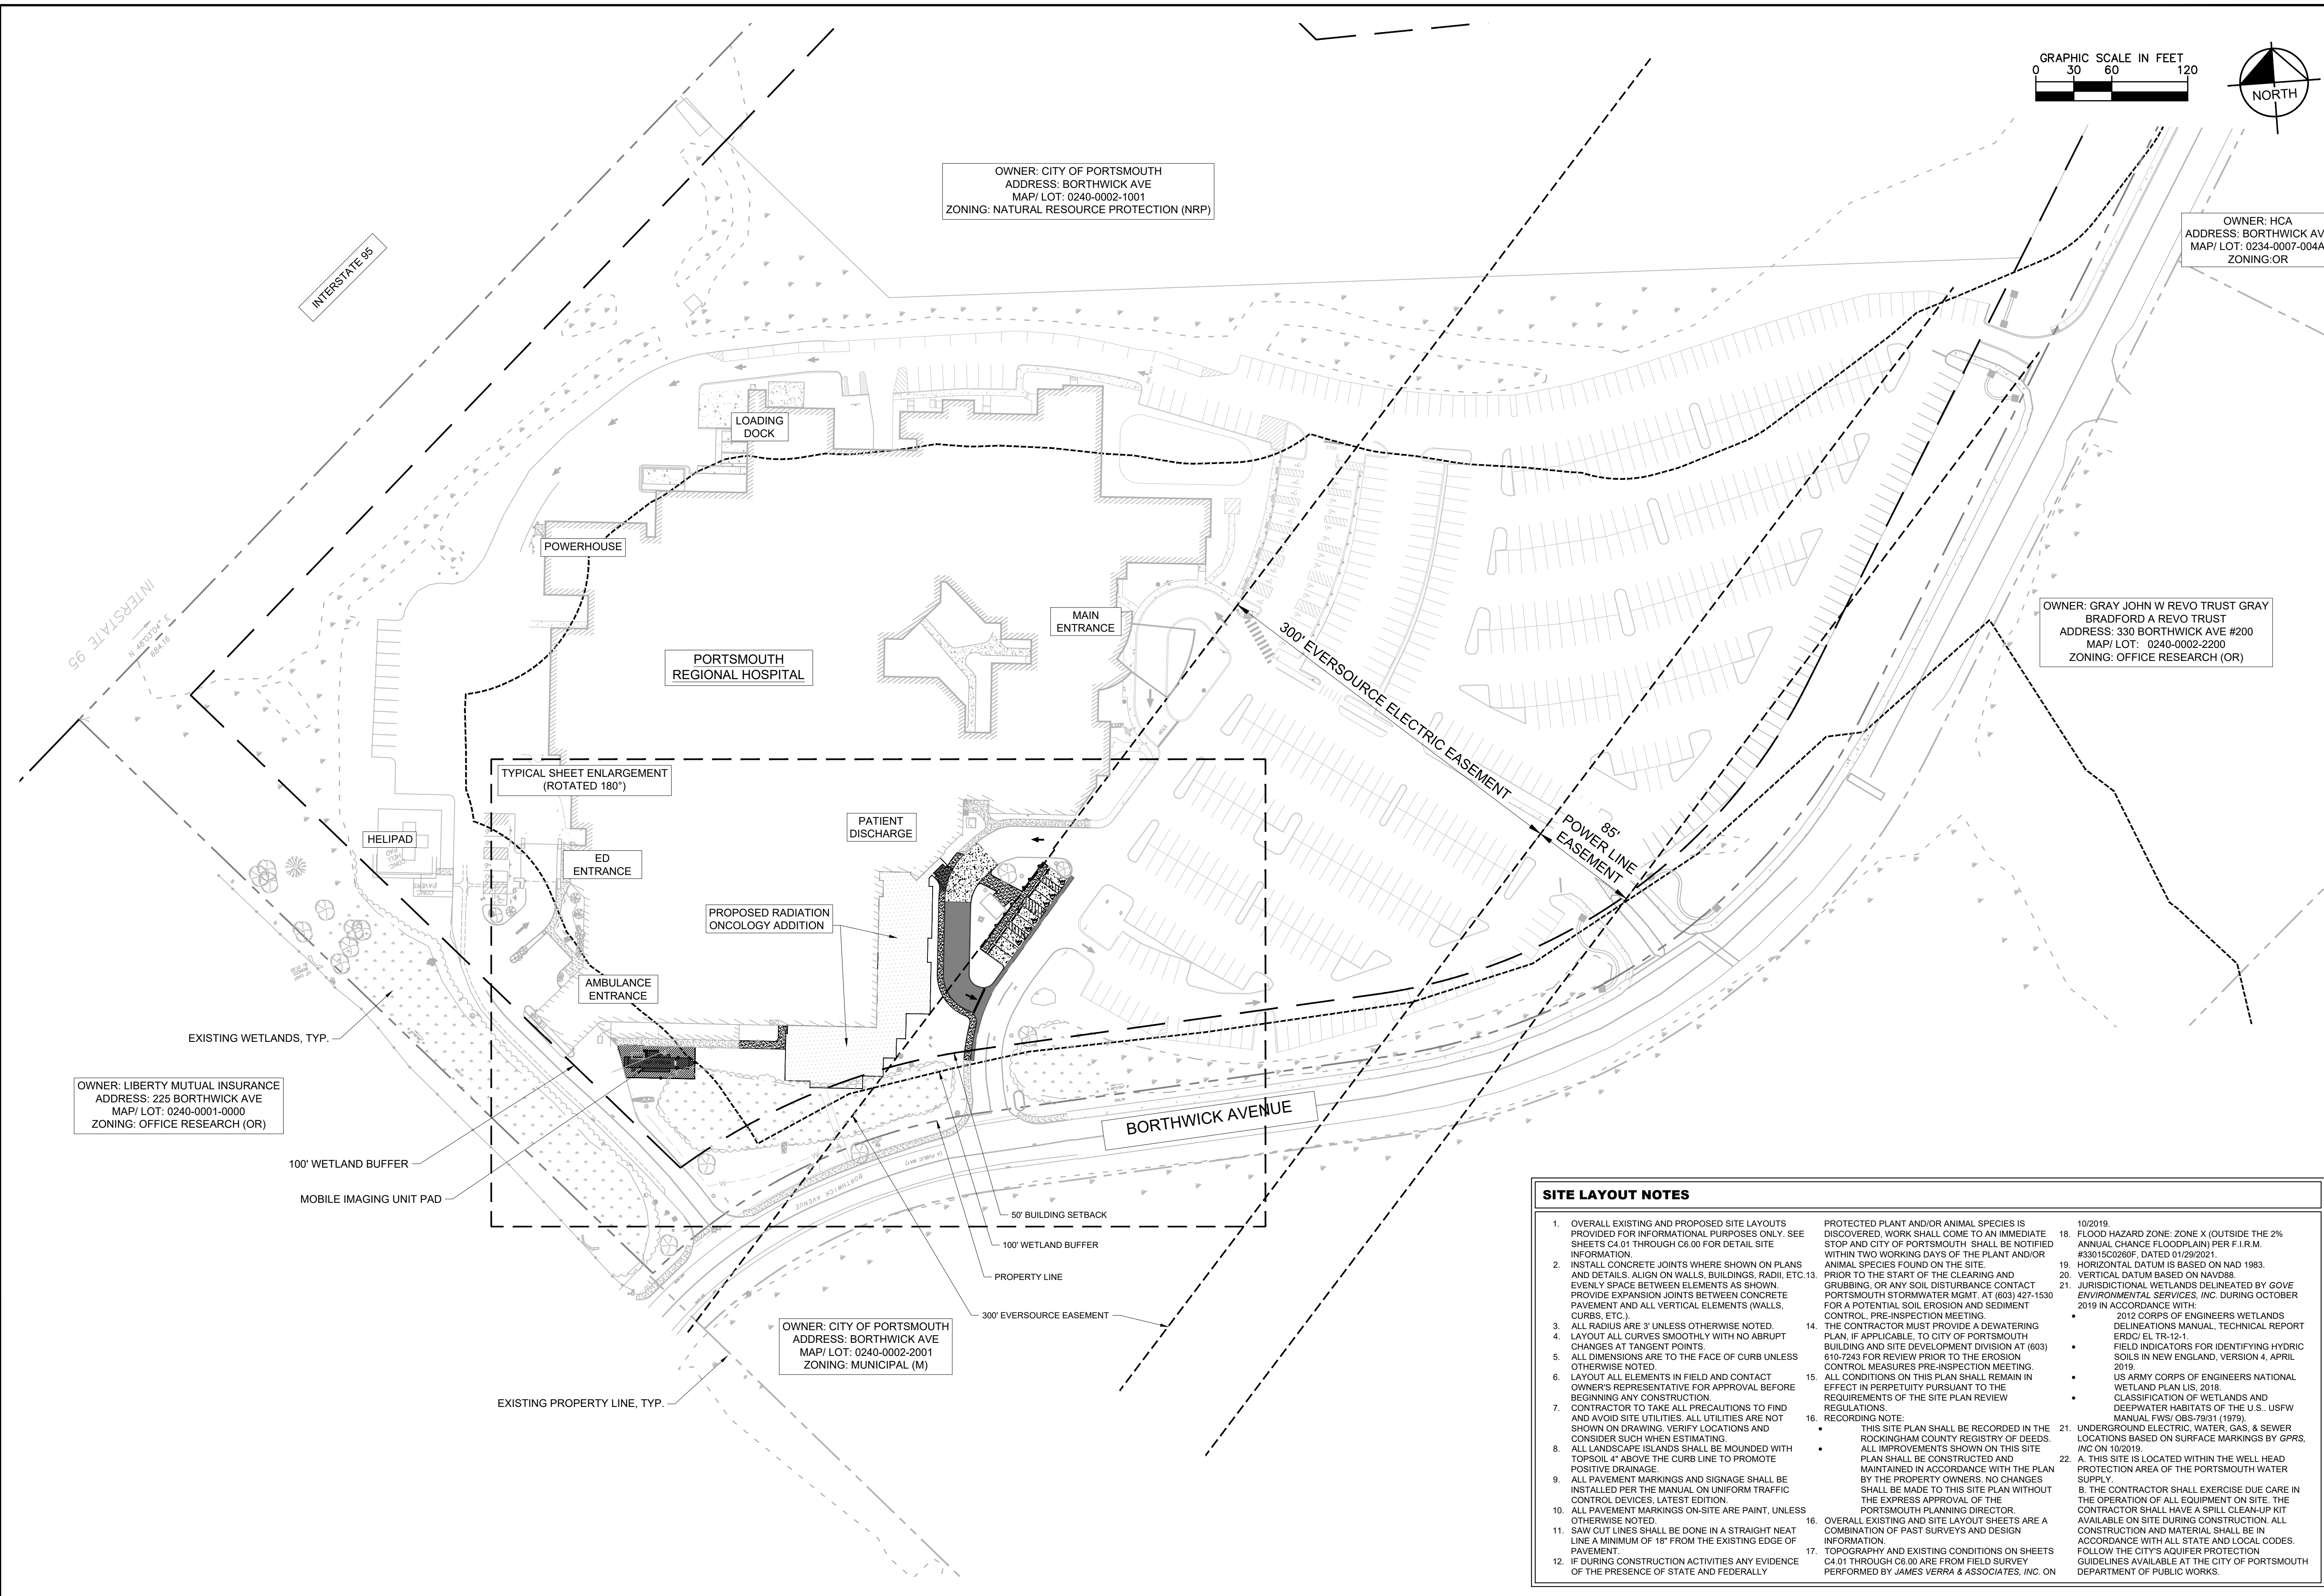 GRAPHIC SCALE IN FEET
0 30 60 120
NORTH
OWNER: CITY OF PORTSMOUTH
ADDRESS: BORTHWICK AVE
MAP/ LOT: 0240-0002-1001
ZONING: NATURAL RESOURCE PROTECTION (NRP)
OWNER: HCA
ADDRESS: BORTHWICK AV
MAP/ LOT: 0234-0007-004A
ZONING:OR
INTERSTATE 95
LOADING
DOCK
POWERHOUSE
INTERSTATE 95
N 48°03'04" E
684.16
MAIN
ENTRANCE
PORTSMOUTH
REGIONAL HOSPITAL
300' EVERSOURCE ELECTRIC EASEMENT
85'
POWER LINE
EASEMENT
OWNER: GRAY JOHN W REVO TRUST GRAY
BRADFORD A REVO TRUST
ADDRESS: 330 BORTHWICK AVE #200
MAP/ LOT: 0240-0002-2200
ZONING: OFFICE RESEARCH (OR)
TYPICAL SHEET ENLARGEMENT
(ROTATED 180°)
HELIPAD
CONC.
HELI
PAD
CONC.
PAVERS
ED
ENTRANCE
PATIENT
DISCHARGE
PROPOSED RADIATION
ONCOLOGY ADDITION
AMBULANCE
ENTRANCE
EXISTING WETLANDS, TYP.
OWNER: LIBERTY MUTUAL INSURANCE
ADDRESS: 225 BORTHWICK AVE
MAP/ LOT: 0240-0001-0000
ZONING: OFFICE RESEARCH (OR)
100' WETLAND BUFFER
MOBILE IMAGING UNIT PAD
BORTHWICK AVENUE
BORTHWICK AVENUE
(A PUBLIC WAY)
50' BUILDING SETBACK
100' WETLAND BUFFER
PROPERTY LINE
300' EVERSOURCE EASEMENT
OWNER: CITY OF PORTSMOUTH
ADDRESS: BORTHWICK AVE
MAP/ LOT: 0240-0002-2001
ZONING: MUNICIPAL (M)
EXISTING PROPERTY LINE, TYP.
SITE LAYOUT NOTES
1. OVERALL EXISTING AND PROPOSED SITE LAYOUTS
PROVIDED FOR INFORMATIONAL PURPOSES ONLY. SEE
SHEETS C4.01 THROUGH C6.00 FOR DETAIL SITE
INFORMATION.
2. INSTALL CONCRETE JOINTS WHERE SHOWN ON PLANS
AND DETAILS. ALIGN ON WALLS, BUILDINGS, RADII, ETC.
EVENLY SPACE BETWEEN ELEMENTS AS SHOWN.
PROVIDE EXPANSION JOINTS BETWEEN CONCRETE
PAVEMENT AND ALL VERTICAL ELEMENTS (WALLS,
CURBS, ETC.).
3. ALL RADIUS ARE 3' UNLESS OTHERWISE NOTED.
4. LAYOUT ALL CURVES SMOOTHLY WITH NO ABRUPT
CHANGES AT TANGENT POINTS.
5. ALL DIMENSIONS ARE TO THE FACE OF CURB UNLESS
OTHERWISE NOTED.
6. LAYOUT ALL ELEMENTS IN FIELD AND CONTACT
OWNER'S REPRESENTATIVE FOR APPROVAL BEFORE
BEGINNING ANY CONSTRUCTION.
7. CONTRACTOR TO TAKE ALL PRECAUTIONS TO FIND
AND AVOID SITE UTILITIES. ALL UTILITIES ARE NOT
SHOWN ON DRAWING. VERIFY LOCATIONS AND
CONSIDER SUCH WHEN ESTIMATING.
8. ALL LANDSCAPE ISLANDS SHALL BE MOUNDED WITH
TOPSOIL 4" ABOVE THE CURB LINE TO PROMOTE
POSITIVE DRAINAGE.
9. ALL PAVEMENT MARKINGS AND SIGNAGE SHALL BE
INSTALLED PER THE MANUAL ON UNIFORM TRAFFIC
CONTROL DEVICES, LATEST EDITION.
10. ALL PAVEMENT MARKINGS ON-SITE ARE PAINT, UNLESS
OTHERWISE NOTED.
11. SAW CUT LINES SHALL BE DONE IN A STRAIGHT NEAT
LINE A MINIMUM OF 18" FROM THE EXISTING EDGE OF
PAVEMENT.
12. IF DURING CONSTRUCTION ACTIVITIES ANY EVIDENCE
OF THE PRESENCE OF STATE AND FEDERALLY
PROTECTED PLANT AND/OR ANIMAL SPECIES IS
DISCOVERED, WORK SHALL COME TO AN IMMEDIATE
STOP AND CITY OF PORTSMOUTH SHALL BE NOTIFIED
WITHIN TWO WORKING DAYS OF THE PLANT AND/OR
ANIMAL SPECIES FOUND ON THE SITE.
13. PRIOR TO THE START OF THE CLEARING AND
GRUBBING, OR ANY SOIL DISTURBANCE CONTACT
PORTSMOUTH STORMWATER MGMT. AT (603) 427-1530
FOR A POTENTIAL SOIL EROSION AND SEDIMENT
CONTROL, PRE-INSPECTION MEETING.
14. THE CONTRACTOR MUST PROVIDE A DEWATERING
PLAN, IF APPLICABLE, TO CITY OF PORTSMOUTH
BUILDING AND SITE DEVELOPMENT DIVISION AT (603)
610-7243 FOR REVIEW PRIOR TO THE EROSION
CONTROL MEASURES PRE-INSPECTION MEETING.
15. ALL CONDITIONS ON THIS PLAN SHALL REMAIN IN
EFFECT IN PERPETUITY PURSUANT TO THE
REQUIREMENTS OF THE SITE PLAN REVIEW
REGULATIONS.
16. RECORDING NOTE:
• THIS SITE PLAN SHALL BE RECORDED IN THE
ROCKINGHAM COUNTY REGISTRY OF DEEDS.
• ALL IMPROVEMENTS SHOWN ON THIS SITE
PLAN SHALL BE CONSTRUCTED AND
MAINTAINED IN ACCORDANCE WITH THE PLAN
BY THE PROPERTY OWNERS. NO CHANGES
SHALL BE MADE TO THIS SITE PLAN WITHOUT
THE EXPRESS APPROVAL OF THE
PORTSMOUTH PLANNING DIRECTOR.
16. OVERALL EXISTING AND SITE LAYOUT SHEETS ARE A
COMBINATION OF PAST SURVEYS AND DESIGN
INFORMATION.
17. TOPOGRAPHY AND EXISTING CONDITIONS ON SHEETS
C4.01 THROUGH C6.00 ARE FROM FIELD SURVEY
PERFORMED BY JAMES VERRA & ASSOCIATES, INC. ON
10/2019.
18. FLOOD HAZARD ZONE: ZONE X (OUTSIDE THE 2%
ANNUAL CHANCE FLOODPLAIN) PER F.I.R.M.
#33015C0260F, DATED 01/29/2021.
19. HORIZONTAL DATUM IS BASED ON NAD 1983.
20. VERTICAL DATUM BASED ON NAVD88.
21. JURISDICTIONAL WETLANDS DELINEATED BY GOVE
ENVIRONMENTAL SERVICES, INC. DURING OCTOBER
2019 IN ACCORDANCE WITH:
• 2012 CORPS OF ENGINEERS WETLANDS
DELINEATIONS MANUAL, TECHNICAL REPORT
ERDC/ EL TR-12-1.
• FIELD INDICATORS FOR IDENTIFYING HYDRIC
SOILS IN NEW ENGLAND, VERSION 4, APRIL
2019.
• US ARMY CORPS OF ENGINEERS NATIONAL
WETLAND PLAN LIS, 2018.
• CLASSIFICATION OF WETLANDS AND
DEEPWATER HABITATS OF THE U.S.. USFW
MANUAL FWS/ OBS-79/31 (1979).
21. UNDERGROUND ELECTRIC, WATER, GAS, & SEWER
LOCATIONS BASED ON SURFACE MARKINGS BY GPRS,
INC ON 10/2019.
22. A. THIS SITE IS LOCATED WITHIN THE WELL HEAD
PROTECTION AREA OF THE PORTSMOUTH WATER
SUPPLY.
B. THE CONTRACTOR SHALL EXERCISE DUE CARE IN
THE OPERATION OF ALL EQUIPMENT ON SITE. THE
CONTRACTOR SHALL HAVE A SPILL CLEAN-UP KIT
AVAILABLE ON SITE DURING CONSTRUCTION. ALL
CONSTRUCTION AND MATERIAL SHALL BE IN
ACCORDANCE WITH ALL STATE AND LOCAL CODES.
FOLLOW THE CITY'S AQUIFER PROTECTION
GUIDELINES AVAILABLE AT THE CITY OF PORTSMOUTH
DEPARTMENT OF PUBLIC WORKS.